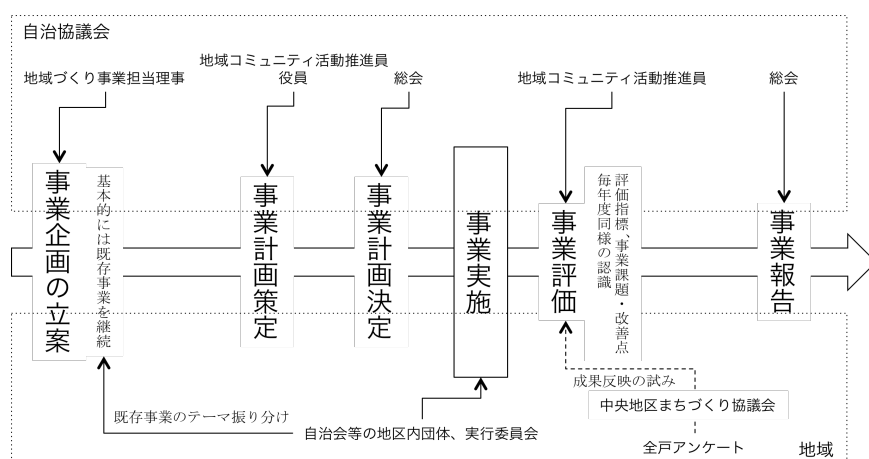 自治協議会
地域づくり事業担当理事
地域コミュニティ活動推進員
役員
総会
地域コミュニティ活動推進員
総会
事業企画の立案
基本的には既存事業を継続
事業計画策定
事業計画決定
事業実施
事業評価
評価指標、事業課題・改善点
毎年度同様の認識
事業報告
成果反映の試み
中央地区まちづくり協議会
既存事業のテーマ振り分け
自治会等の地区内団体、実行委員会
全戸アンケート
地域